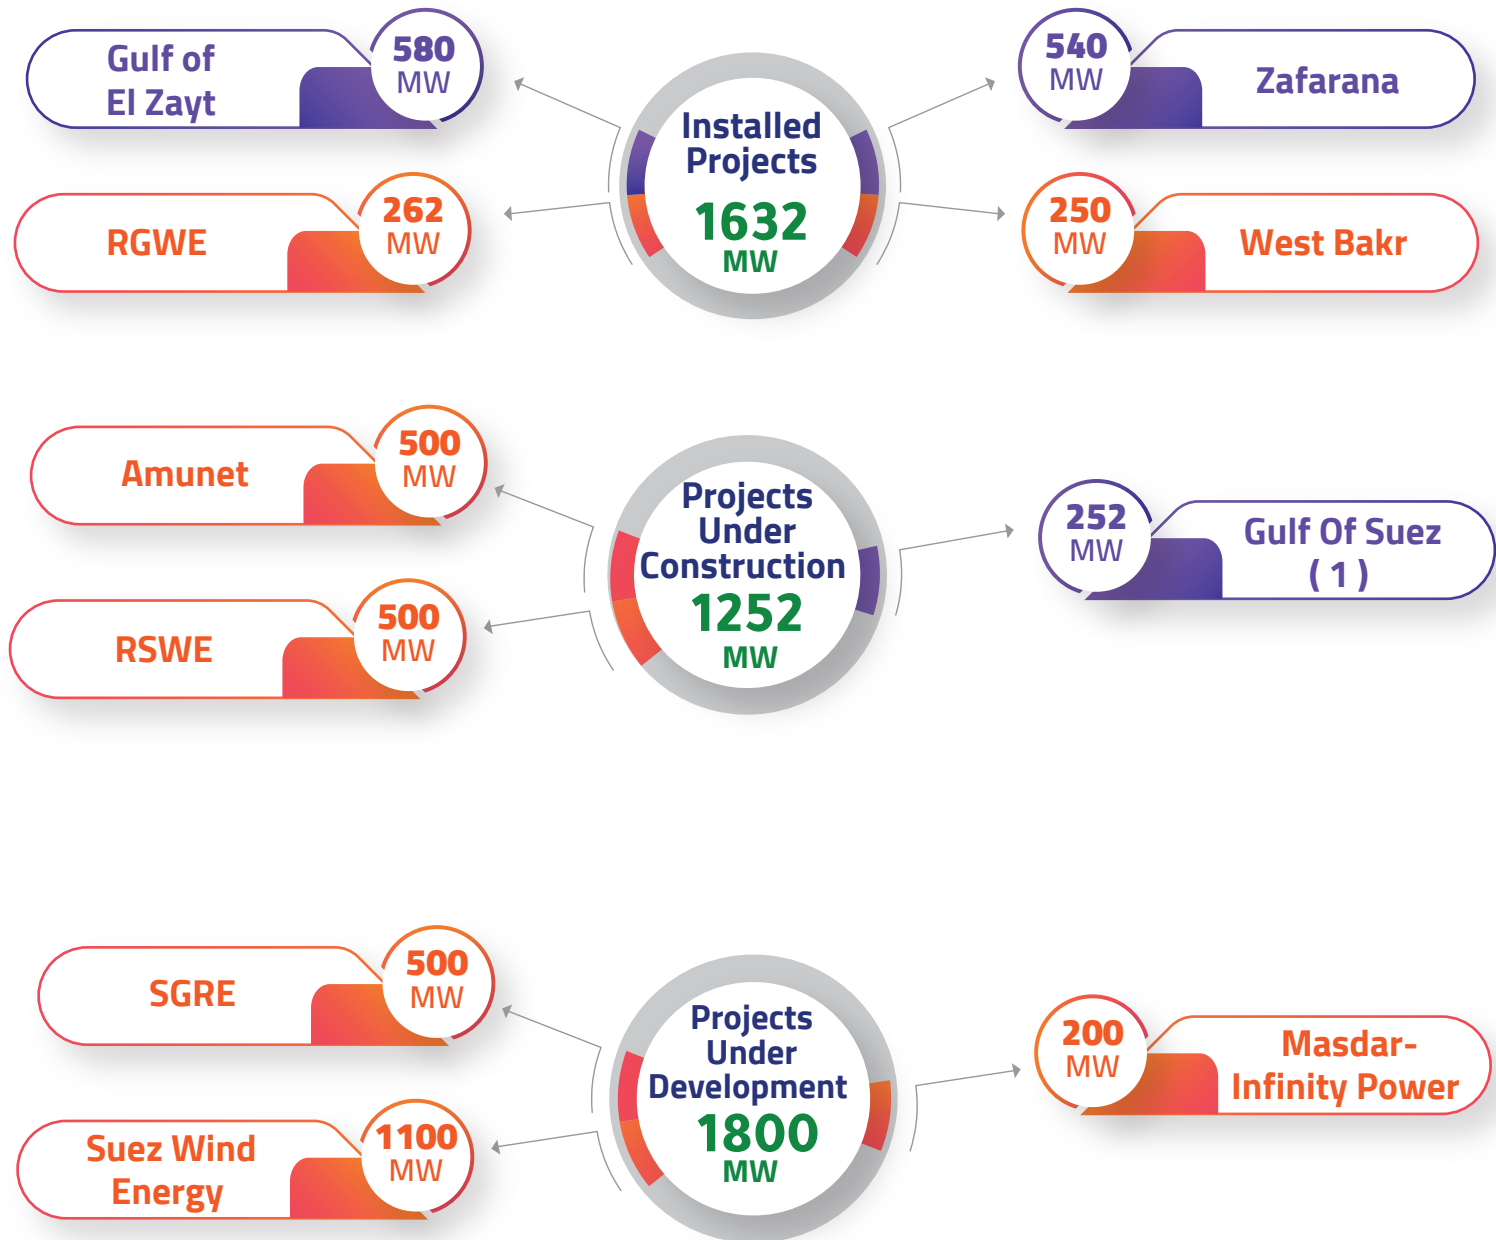 Gulf of
El Zayt
580
MW
Installed
Projects
1632
MW
540
MW
Zafarana
RGWE
262
MW
250
MW
West Bakr
Amunet
500
MW
Projects
Under
Construction
1252
MW
252
MW
Gulf Of Suez
( 1 )
RSWE
500
MW
SGRE
500
MW
Projects
Under
Development
1800
MW
200
MW
Masdar-
Infinity Power
Suez Wind
Energy
1100
MW